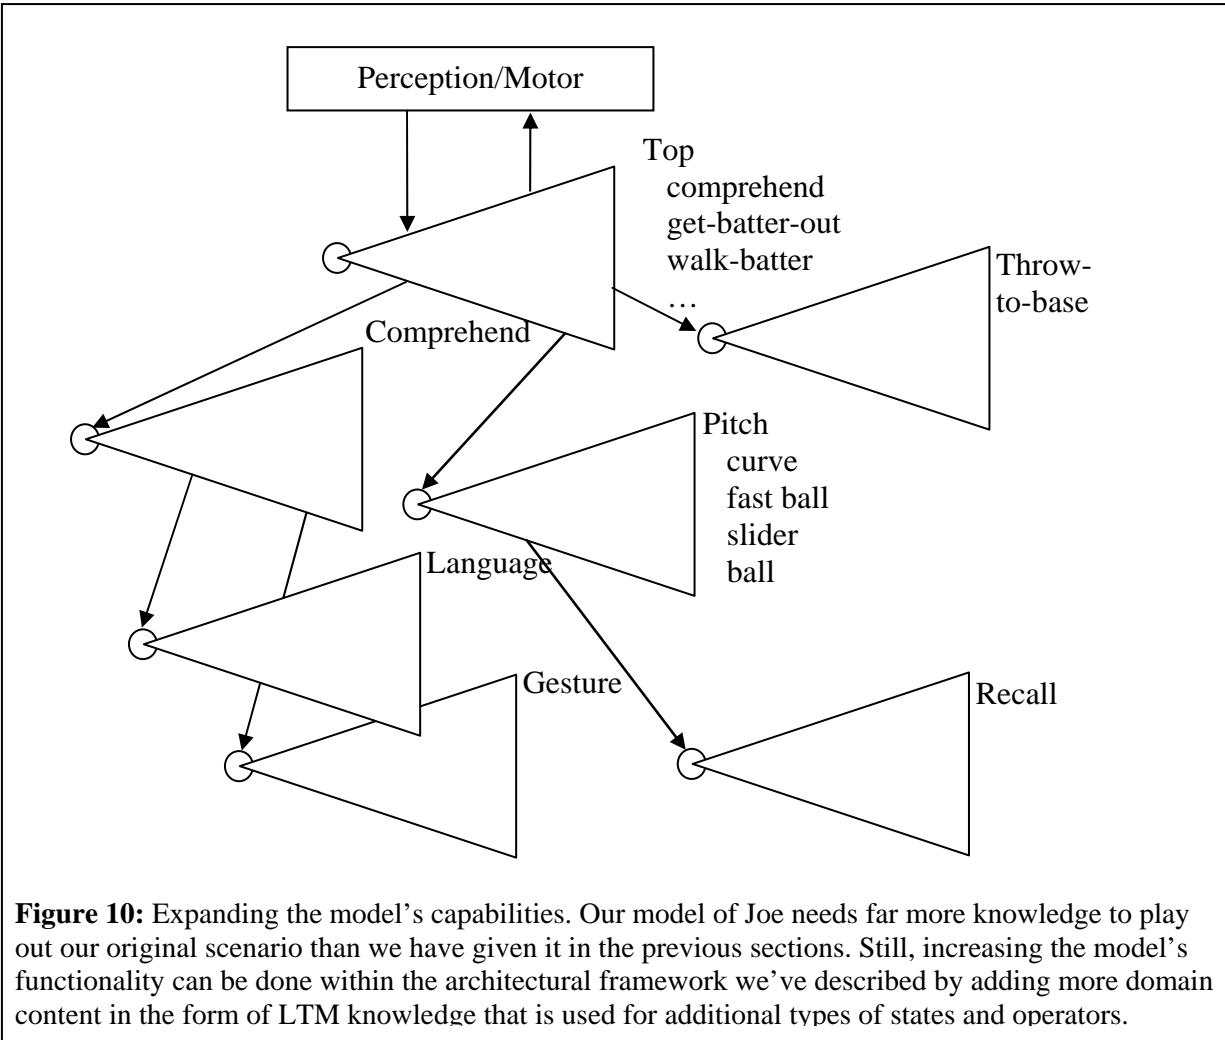 Perception/Motor
Top
comprehend
get-batter-out
walk-batter
…
Throw-
to-base
Comprehend
Pitch
curve
fast ball
slider
ball
Language
Gesture
Recall
Figure 10: Expanding the model’s capabilities. Our model of Joe needs far more knowledge to play
out our original scenario than we have given it in the previous sections. Still, increasing the model’s
functionality can be done within the architectural framework we’ve described by adding more domain
content in the form of LTM knowledge that is used for additional types of states and operators.